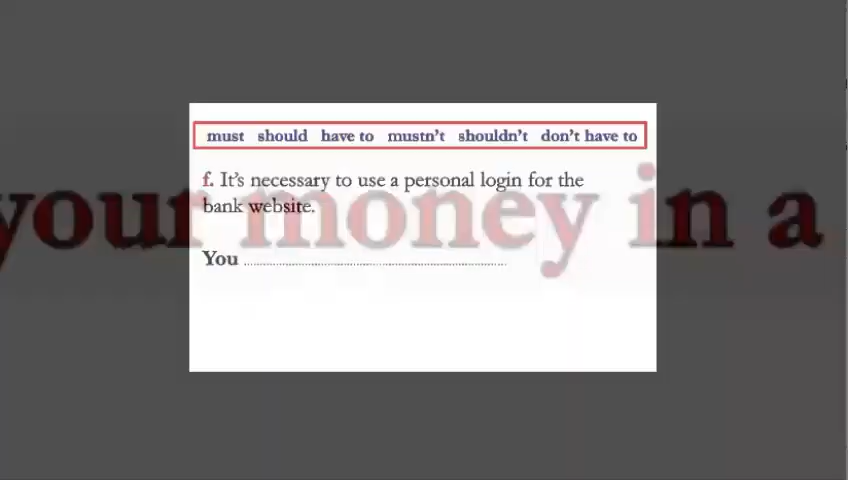 must should have to mustn't shouldn't don't have to
f. It's necessary to use a personal login for the
bank website.
your money in a
You ..........................................................................